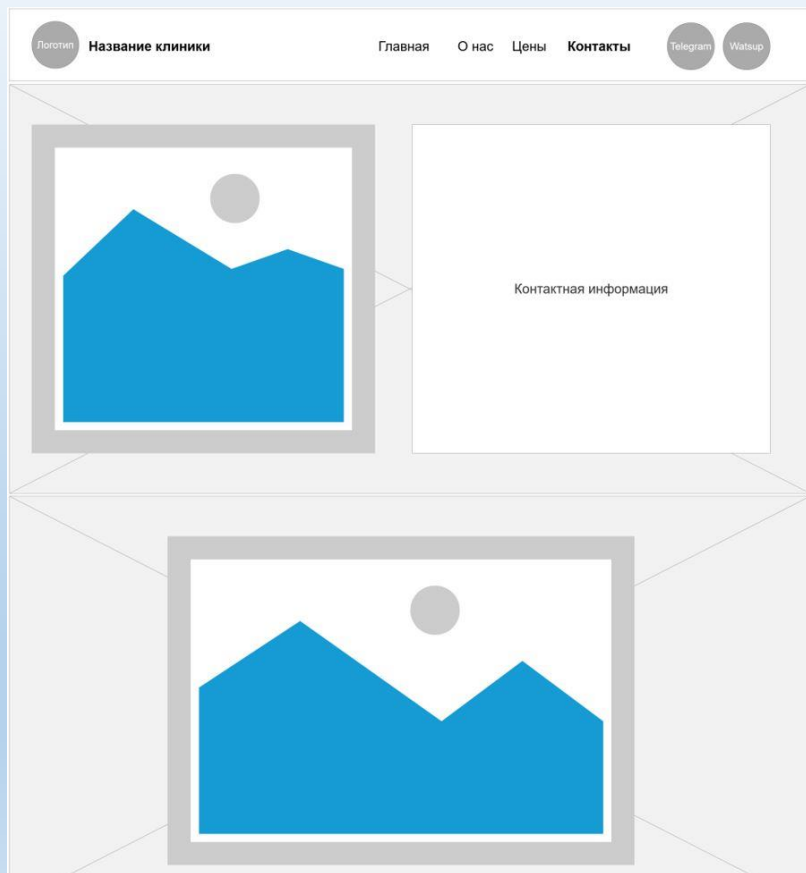 Логотип
Название клиники
Главная
О нас
Цены
Контакты
Telegram
Watsup
Контактная информация